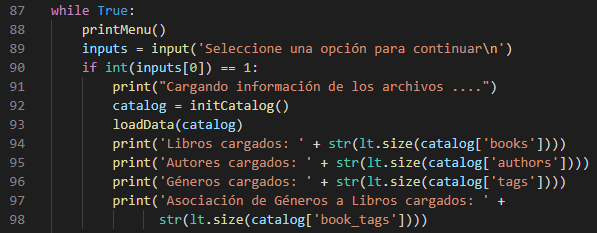 87 while True:
88     printMenu()
89     inputs = input('Seleccione una opción para continuar\n')
90     if int(inputs[0]) == 1:
91         print("Cargando información de los archivos ....")
92         catalog = initCatalog()
93         loadData(catalog)
94         print('Libros cargados: ' + str(lt.size(catalog['books'])))
95         print('Autores cargados: ' + str(lt.size(catalog['authors'])))
96         print('Géneros cargados: ' + str(lt.size(catalog['tags'])))
97         print('Asociación de Géneros a Libros cargados: ' +
98               str(lt.size(catalog['book_tags'])))